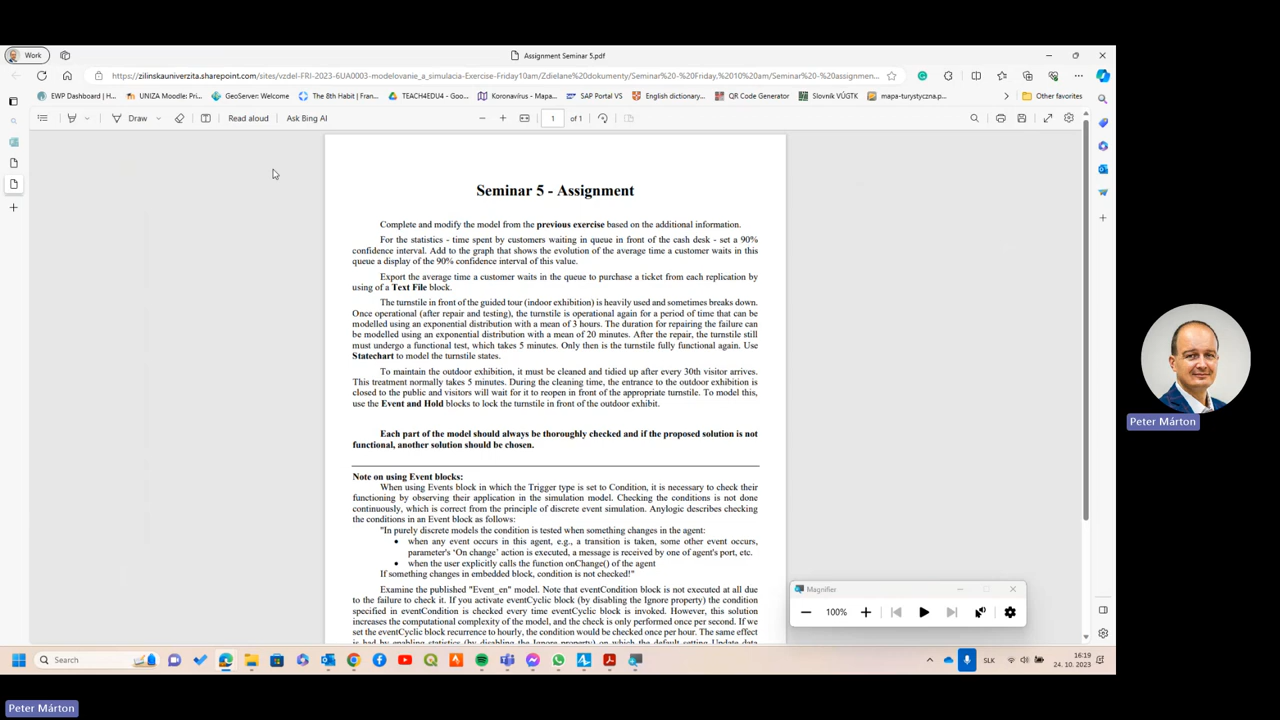 Work
Assignment Seminar 5.pdf
https://zilinskauniverzita.sharepoint.com/sites/vzdel-FRI-2023-6UA0003-modelovanie_a_simulacia-Exercise-Friday10am/Zdielane%20dokumenty/Seminar%20-%20Friday,%2010%20am/Seminar%20-%20assignmen...
EWP Dashboard | H...
UNIZA Moodle: Pri...
GeoServer: Welcome
The 8th Habit | Fran...
TEACH4EDU4 - Goo...
Koronavírus - Mapa...
SAP Portal VS
English dictionary...
QR Code Generator
Slovník VÚGTK
mapa-turystyczna.p...
Other favorites
Draw
Read aloud
Ask Bing AI
1 of 1
Seminar 5 - Assignment
Complete and modify the model from the previous exercise based on the additional information.
For the statistics - time spent by customers waiting in queue in front of the cash desk - set a 90%
confidence interval. Add to the graph that shows the evolution of the average time a customer waits in this
queue a display of the 90% confidence interval of this value.
Export the average time a customer waits in the queue to purchase a ticket from each replication by
using of a Text File block.
The turnstile in front of the guided tour (indoor exhibition) is heavily used and sometimes breaks down.
Once operational (after repair and testing), the turnstile is operational again for a period of time that can be
modelled using an exponential distribution with a mean of 3 hours. The duration for repairing the failure can
be modelled using an exponential distribution with a mean of 20 minutes. After the repair, the turnstile still
must undergo a functional test, which takes 5 minutes. Only then is the turnstile fully functional again. Use
Statechart to model the turnstile states.
To maintain the outdoor exhibition, it must be cleaned and tidied up after every 30th visitor arrives.
This treatment normally takes 5 minutes. During the cleaning time, the entrance to the outdoor exhibition is
closed to the public and visitors will wait for it to reopen in front of the appropriate turnstile. To model this,
use the Event and Hold blocks to lock the turnstile in front of the outdoor exhibit.
Each part of the model should always be thoroughly checked and if the proposed solution is not
functional, another solution should be chosen.
Note on using Event blocks:
When using Events block in which the Trigger type is set to Condition, it is necessary to check their
functioning by observing their application in the simulation model. Checking the conditions is not done
continuously, which is correct from the principle of discrete event simulation. Anylogic describes checking
the conditions in an Event block as follows:
"In purely discrete models the condition is tested when something changes in the agent:
• when any event occurs in this agent, e.g., a transition is taken, some other event occurs,
parameter's 'On change' action is executed, a message is received by one of agent's port, etc.
• when the user explicitly calls the function onChange() of the agent
If something changes in embedded block, condition is not checked!"
Examine the published "Event_en" model. Note that eventCondition block is not executed at all due
to the failure to check it. If you activate eventCyclic block (by disabling the Ignore property) the condition
specified in eventCondition is checked every time eventCyclic block is invoked. However, this solution
increases the computational complexity of the model, and the check is only performed once per second. If we
set the eventCyclic block recurrence to hourly, the condition would be checked once per hour. The same effect
is had by enabling statistics (by disabling the Ignore property) on which the default setting Update data
Magnifier
100%
Peter Márton
Search
SLK
16:19
24. 10. 2023
Peter Márton